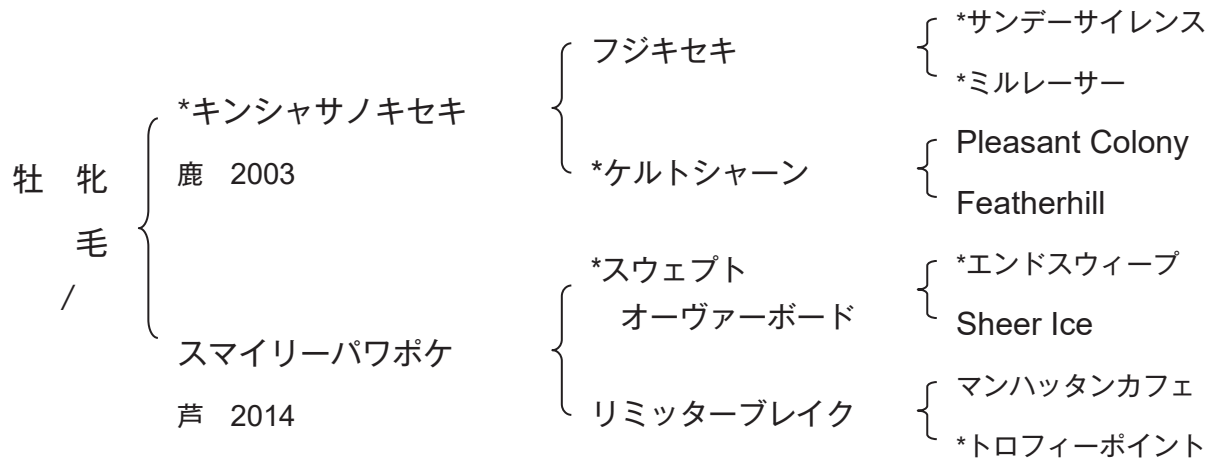 牡 牝
毛
/
*キンシャサノキセキ
鹿 2003
スマイリーパワポケ
芦 2014
フジキセキ
*ケルトシャーン
*スウェプト
オーヴァーボード
リミッターブレイク
*サンデーサイレンス
*ミルレーサー
Pleasant Colony
Featherhill
*エンドスウィープ
Sheer Ice
マンハッタンカフェ
*トロフィーポイント